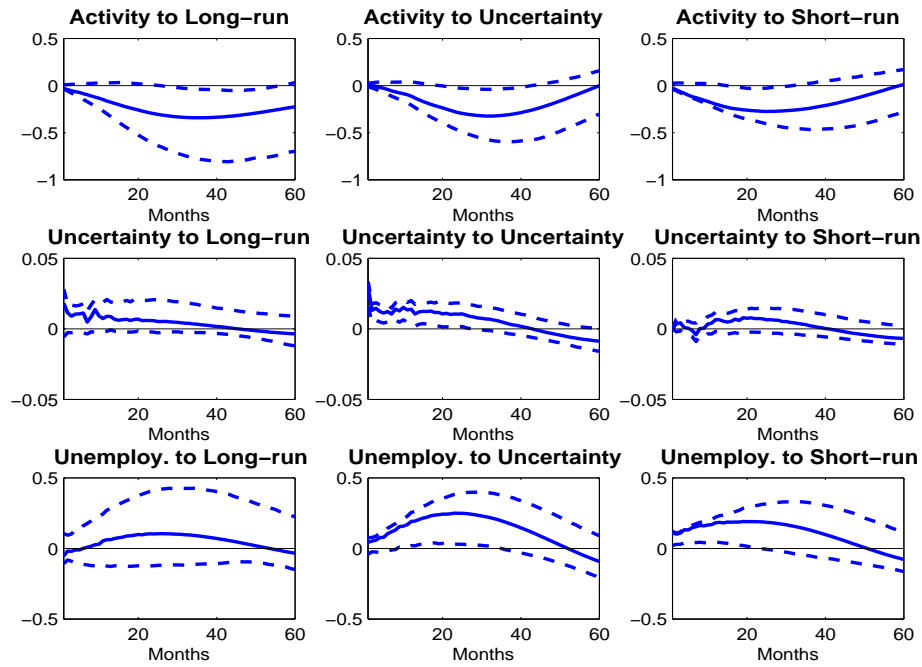 Activity to Long-run Activity to Uncertainty Activity to Short-run
0.5 0.5 0.5
0 0 0
-0.5 -0.5 -0.5
-1 -1 -1
20 40 60 20 40 60 20 40 60
Months Months Months
Uncertainty to Long-run Uncertainty to Uncertainty Uncertainty to Short-run
0.05 0.05 0.05
0 0 0
-0.05 -0.05 -0.05
20 40 60 20 40 60 20 40 60
Months Months Months
Unemploy. to Long-run Unemploy. to Uncertainty Unemploy. to Short-run
0.5 0.5 0.5
0 0 0
-0.5 -0.5 -0.5
20 40 60 20 40 60 20 40 60
Months Months Months